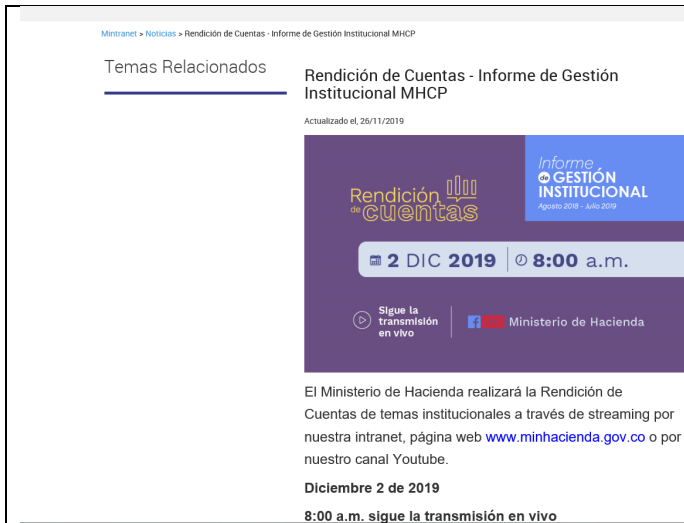 Mintranet > Noticias > Rendición de Cuentas - Informe de Gestión Institucional MHCP
Temas Relacionados
Rendición de Cuentas - Informe de Gestión
Institucional MHCP
Actualizado el, 26/11/2019
Rendición
de cuentas
Informe
de GESTIÓN
INSTITUCIONAL
Agosto 2018 - Julio 2019
2 DIC 2019
8:00 a.m.
Sigue la
transmisión
en vivo
Ministerio de Hacienda
El Ministerio de Hacienda realizará la Rendición de
Cuentas de temas institucionales a través de streaming por
nuestra intranet, página web www.minhacienda.gov.co o por
nuestro canal Youtube.
Diciembre 2 de 2019
8:00 a.m. sigue la transmisión en vivo